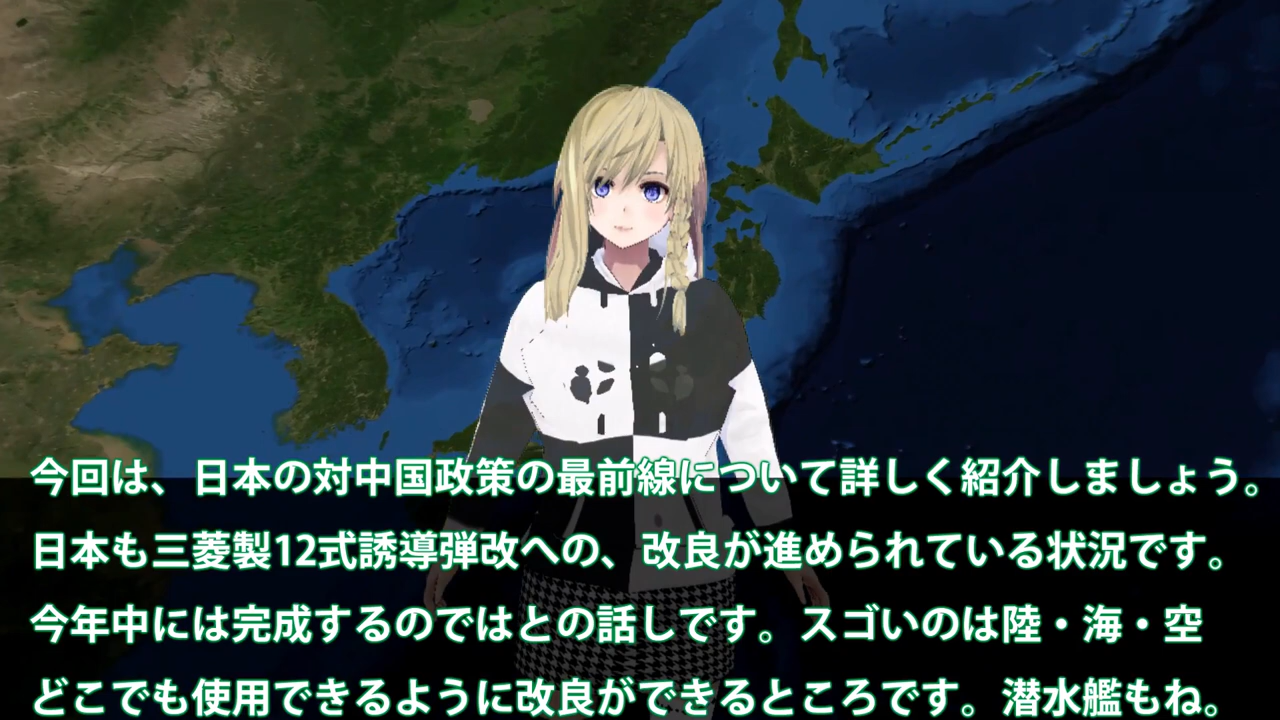 今回は、日本の対中国政策の最前線について詳しく紹介しましょう。
日本も三菱製12式誘導弾改への、改良が進められている状況です。
今年中には完成するのではとの話しです。スゴいのは陸・海・空
どこでも使用できるように改良ができるところです。潜水艦もね。